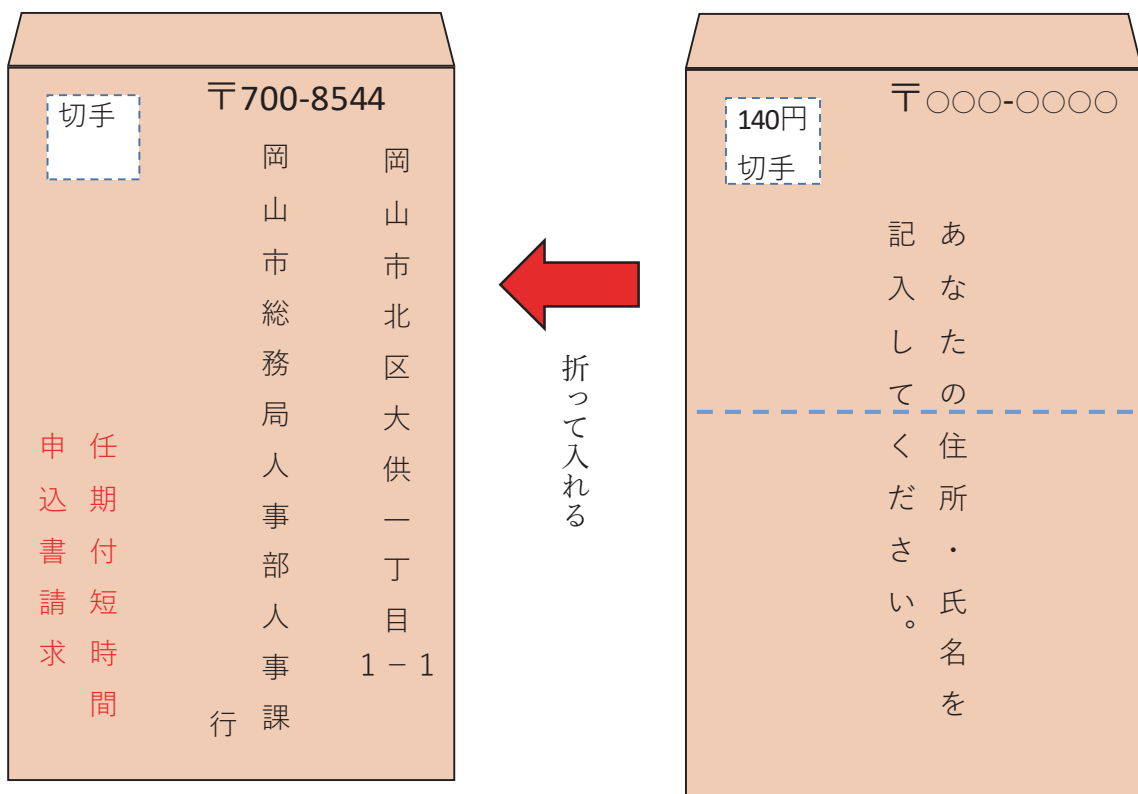 切手
〒700-8544
岡山市北区大供一丁目1－1
岡山市総務局人事部人事課
行
任期付短時間
申込書請求
折って入れる
140円
切手
〒○○○-○○○○
あなたの住所・氏名を
記入してください。